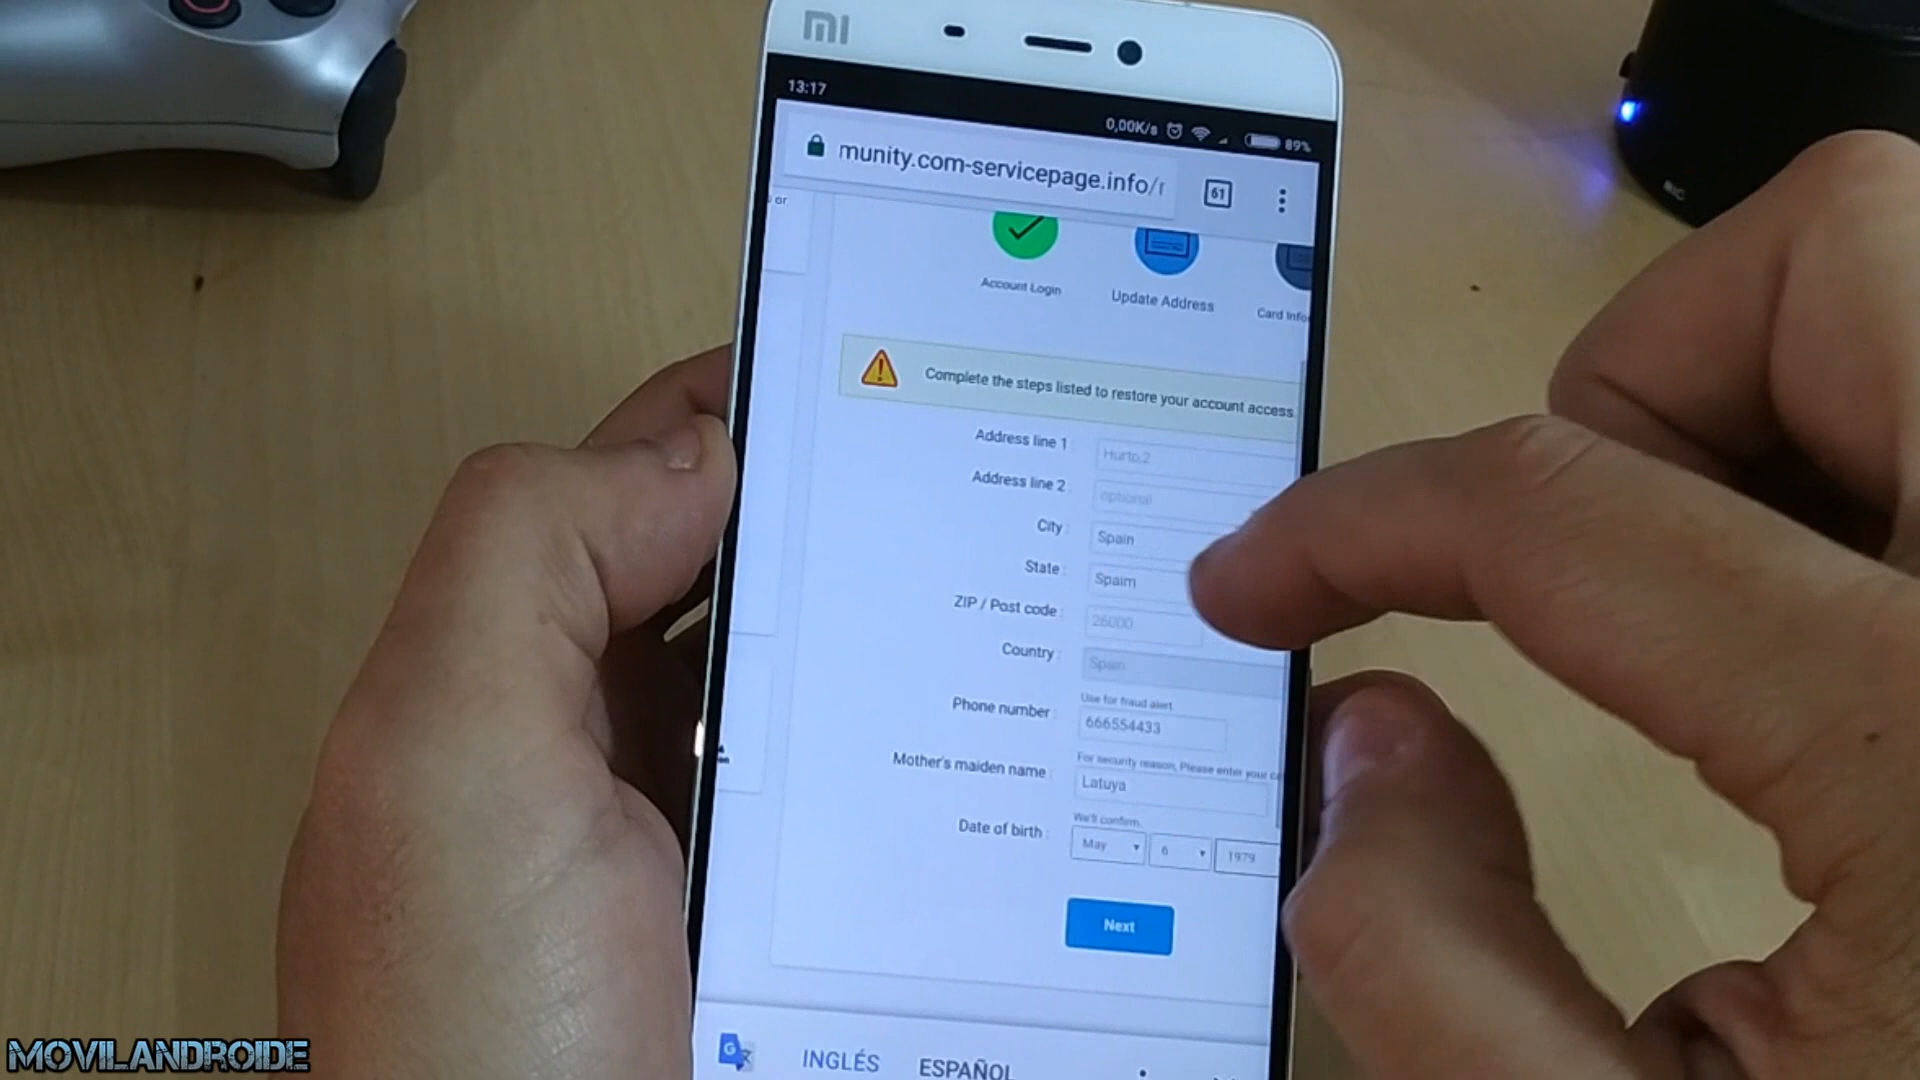 MI
13:17
0,00K/s 89%
munity.com-servicepage.info/r
61
or
Account Login
Update Address
Card Info
Complete the steps listed to restore your account access.
Address line 1 Hurto,2
Address line 2 optional
City : Spain
State : Spaim
ZIP / Post code : 26000
Country : Spain
Use for fraud alert.
Phone number : 666554433
For security reason, Please enter your
Mother's maiden name : Latuya
We'll confirm.
Date of birth : May 6 1979
Next
G
INGLÉS ESPAÑOL
MIC
MOVILANDROIDE